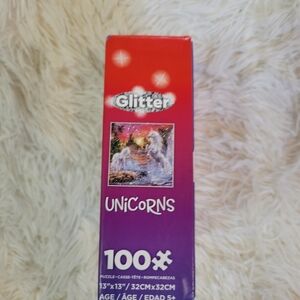 Glitter
UNICORNS
100
PUZZLE • CASSE-TÊTE • ROMPECABEZAS
13"x13" / 32CMx32CM
AGE / ÂGE / EDAD 5+